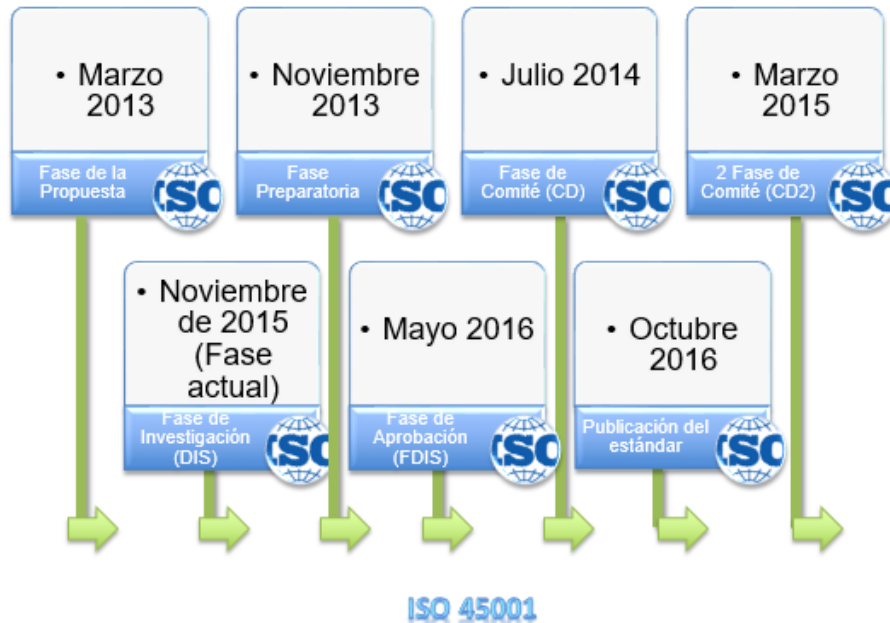 • Marzo
2013
Fase de la
Propuesta
ISO
• Noviembre
2013
Fase
Preparatoria
ISO
• Julio 2014
Fase de
Comité (CD)
ISO
• Marzo
2015
2 Fase de
Comité (CD2)
ISO
• Noviembre
de 2015
(Fase
actual)
Fase de
Investigación
(DIS)
ISO
• Mayo 2016
Fase de
Aprobación
(FDIS)
ISO
• Octubre
2016
Publicación del
estándar
ISO
ISO 45001